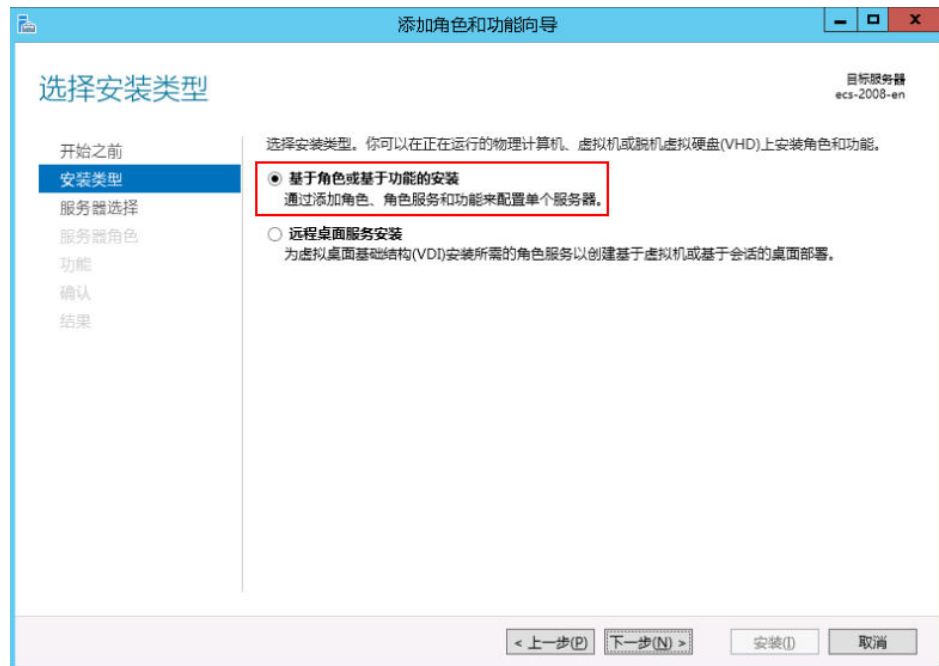 添加角色和功能向导
选择安装类型
目标服务器
ecs-2008-en
开始之前
安装类型
服务器选择
服务器角色
功能
确认
结果
选择安装类型。你可以在正在运行的物理计算机、虚拟机或脱机虚拟硬盘(VHD)上安装角色和功能。
基于角色或基于功能的安装
通过添加角色、角色服务和功能来配置单个服务器。
远程桌面服务安装
为虚拟桌面基础结构(VDI)安装所需的角色服务以创建基于虚拟机或基于会话的桌面部署。
< 上一步(P) 下一步(N) > 安装(I) 取消